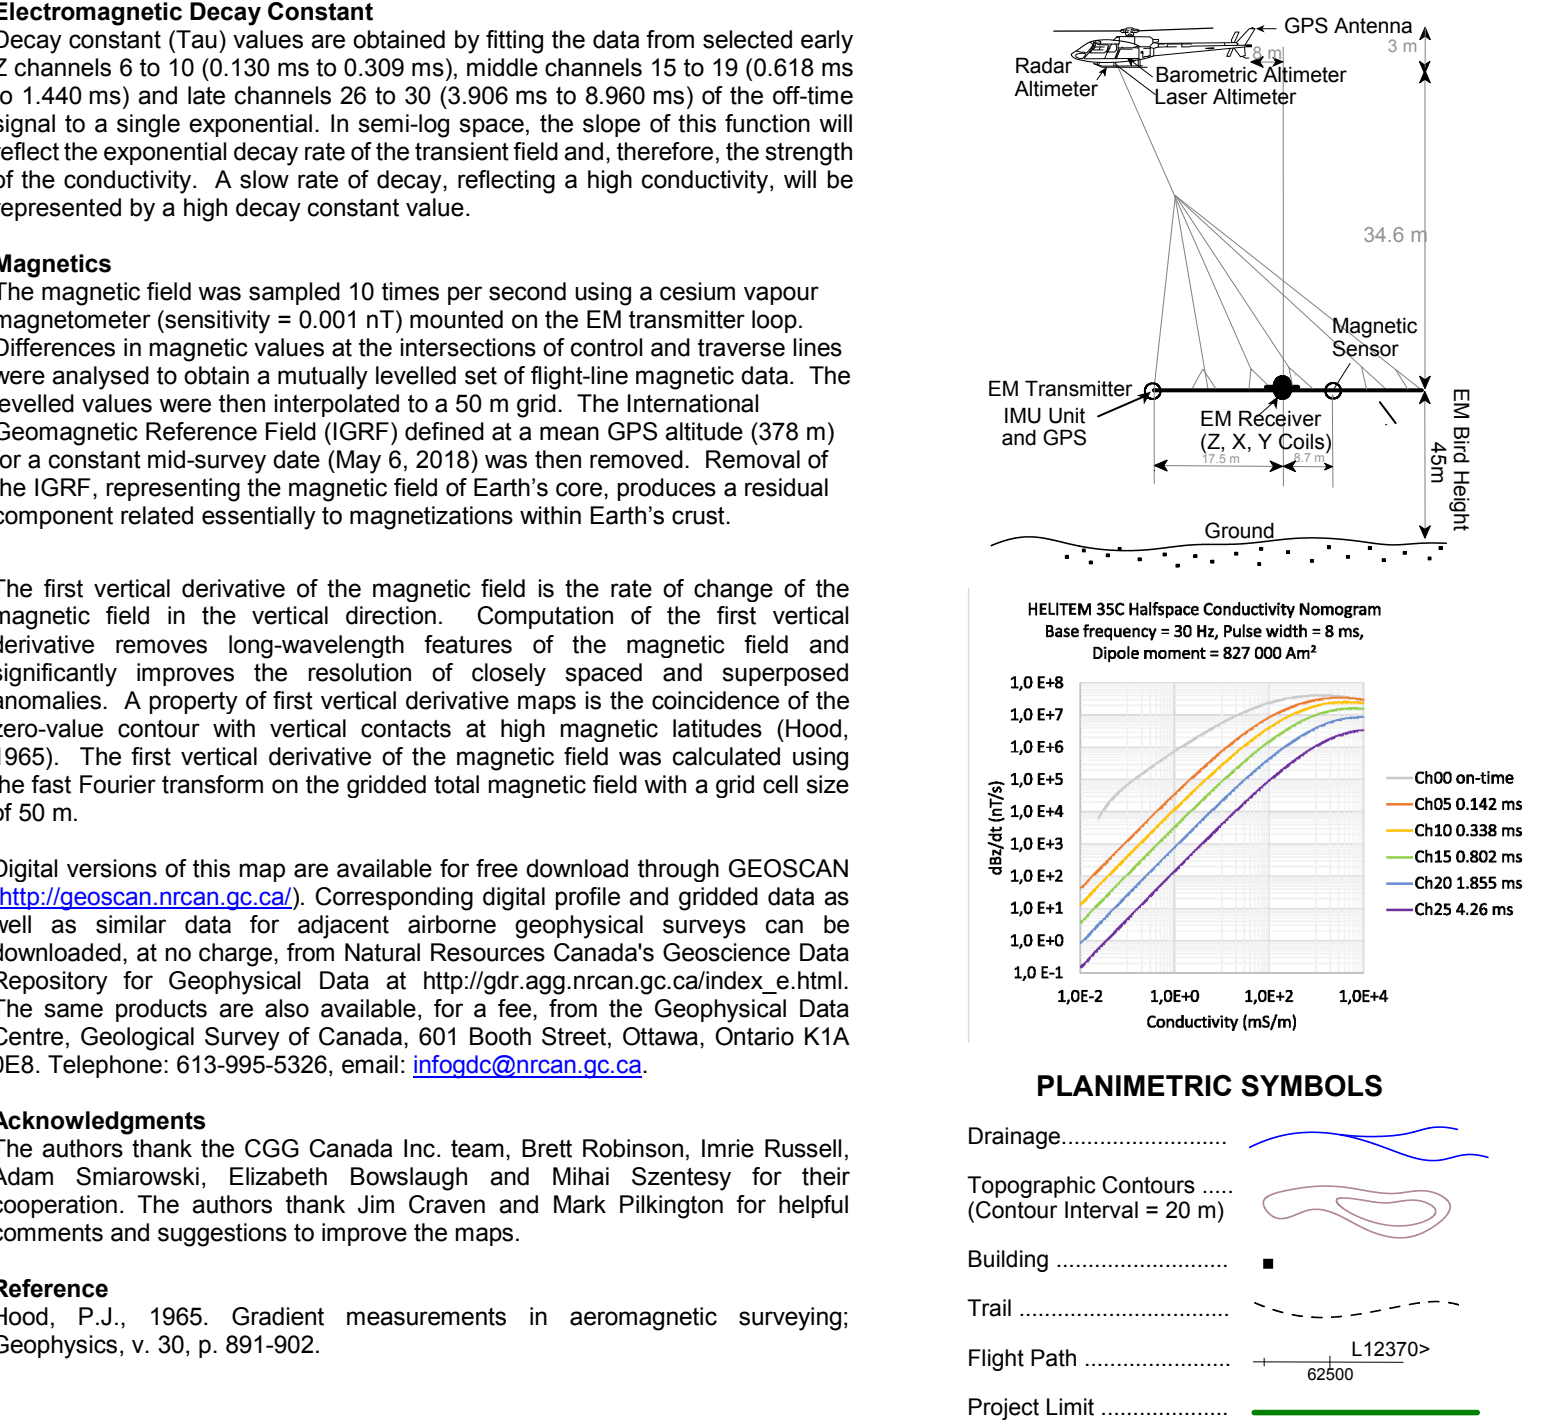 Electromagnetic Decay Constant
Decay constant (Tau) values are obtained by fitting the data from selected early
Z channels 6 to 10 (0.130 ms to 0.309 ms), middle channels 15 to 19 (0.618 ms
to 1.440 ms) and late channels 26 to 30 (3.906 ms to 8.960 ms) of the off-time
signal to a single exponential. In semi-log space, the slope of this function will
reflect the exponential decay rate of the transient field and, therefore, the strength
of the conductivity. A slow rate of decay, reflecting a high conductivity, will be
represented by a high decay constant value.
Magnetics
The magnetic field was sampled 10 times per second using a cesium vapour
magnetometer (sensitivity = 0.001 nT) mounted on the EM transmitter loop.
Differences in magnetic values at the intersections of control and traverse lines
were analysed to obtain a mutually levelled set of flight-line magnetic data. The
levelled values were then interpolated to a 50 m grid. The International
Geomagnetic Reference Field (IGRF) defined at a mean GPS altitude (378 m)
for a constant mid-survey date (May 6, 2018) was then removed. Removal of
the IGRF, representing the magnetic field of Earth's core, produces a residual
component related essentially to magnetizations within Earth's crust.
The first vertical derivative of the magnetic field is the rate of change of the
magnetic field in the vertical direction. Computation of the first vertical
derivative removes long-wavelength features of the magnetic field and
significantly improves the resolution of closely spaced and superposed
anomalies. A property of first vertical derivative maps is the coincidence of the
zero-value contour with vertical contacts at high magnetic latitudes (Hood,
1965). The first vertical derivative of the magnetic field was calculated using
the fast Fourier transform on the gridded total magnetic field with a grid cell size
of 50 m.
Digital versions of this map are available for free download through GEOSCAN
(http://geoscan.nrcan.gc.ca/). Corresponding digital profile and gridded data as
well as similar data for adjacent airborne geophysical surveys can be
downloaded, at no charge, from Natural Resources Canada's Geoscience Data
Repository for Geophysical Data at http://gdr.agg.nrcan.gc.ca/index_e.html.
The same products are also available, for a fee, from the Geophysical Data
Centre, Geological Survey of Canada, 601 Booth Street, Ottawa, Ontario K1A
0E8. Telephone: 613-995-5326, email: infogdc@nrcan.gc.ca.
Acknowledgments
The authors thank the CGG Canada Inc. team, Brett Robinson, Imrie Russell,
Adam Smiarowski, Elizabeth Bowslaugh and Mihai Szentesy for their
cooperation. The authors thank Jim Craven and Mark Pilkington for helpful
comments and suggestions to improve the maps.
Reference
Hood, P.J., 1965. Gradient measurements in aeromagnetic surveying;
Geophysics, v. 30, p. 891-902.
GPS Antenna
3 m
8 m
Radar
Altimeter
Barometric Altimeter
Laser Altimeter
34.6 m
Magnetic
Sensor
EM Transmitter
IMU Unit
and GPS
EM Receiver
(Z, X, Y Coils)
17.5 m
8.7 m
EM Bird Height
45m
Ground
HELITEM 35C Halfspace Conductivity Nomogram
Base frequency = 30 Hz, Pulse width = 8 ms,
Dipole moment = 827 000 Am²
1,0 E+8
1,0 E+7
1,0 E+6
1,0 E+5
1,0 E+4
1,0 E+3
1,0 E+2
1,0 E+1
1,0 E+0
1,0 E-1
dBz/dt (nT/s)
1,0E-2
1,0E+0
1,0E+2
1,0E+4
Conductivity (mS/m)
Ch00 on-time
Ch05 0.142 ms
Ch10 0.338 ms
Ch15 0.802 ms
Ch20 1.855 ms
Ch25 4.26 ms
PLANIMETRIC SYMBOLS
Drainage...........................
Topographic Contours .....
(Contour Interval = 20 m)
Building ............................
Trail ..................................
Flight Path ........................
L12370>
62500
Project Limit .....................